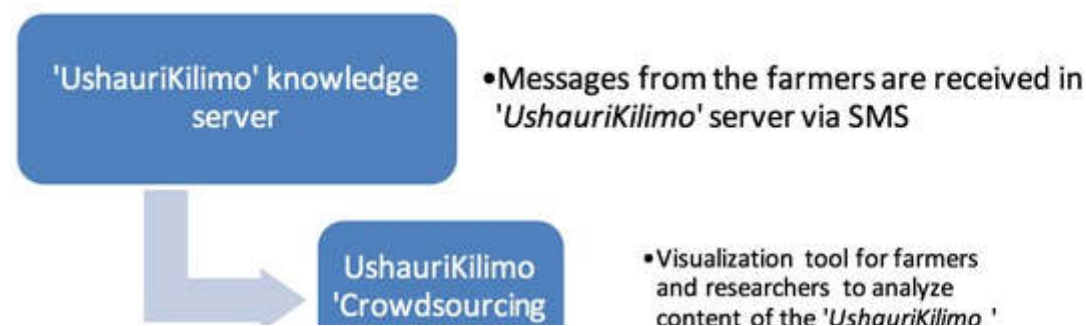 'UshauriKilimo' knowledge
server
•Messages from the farmers are received in
'UshauriKilimo' server via SMS
UshauriKilimo
'Crowdsourcing
•Visualization tool for farmers
and researchers to analyze
content of the 'UshauriKilimo '